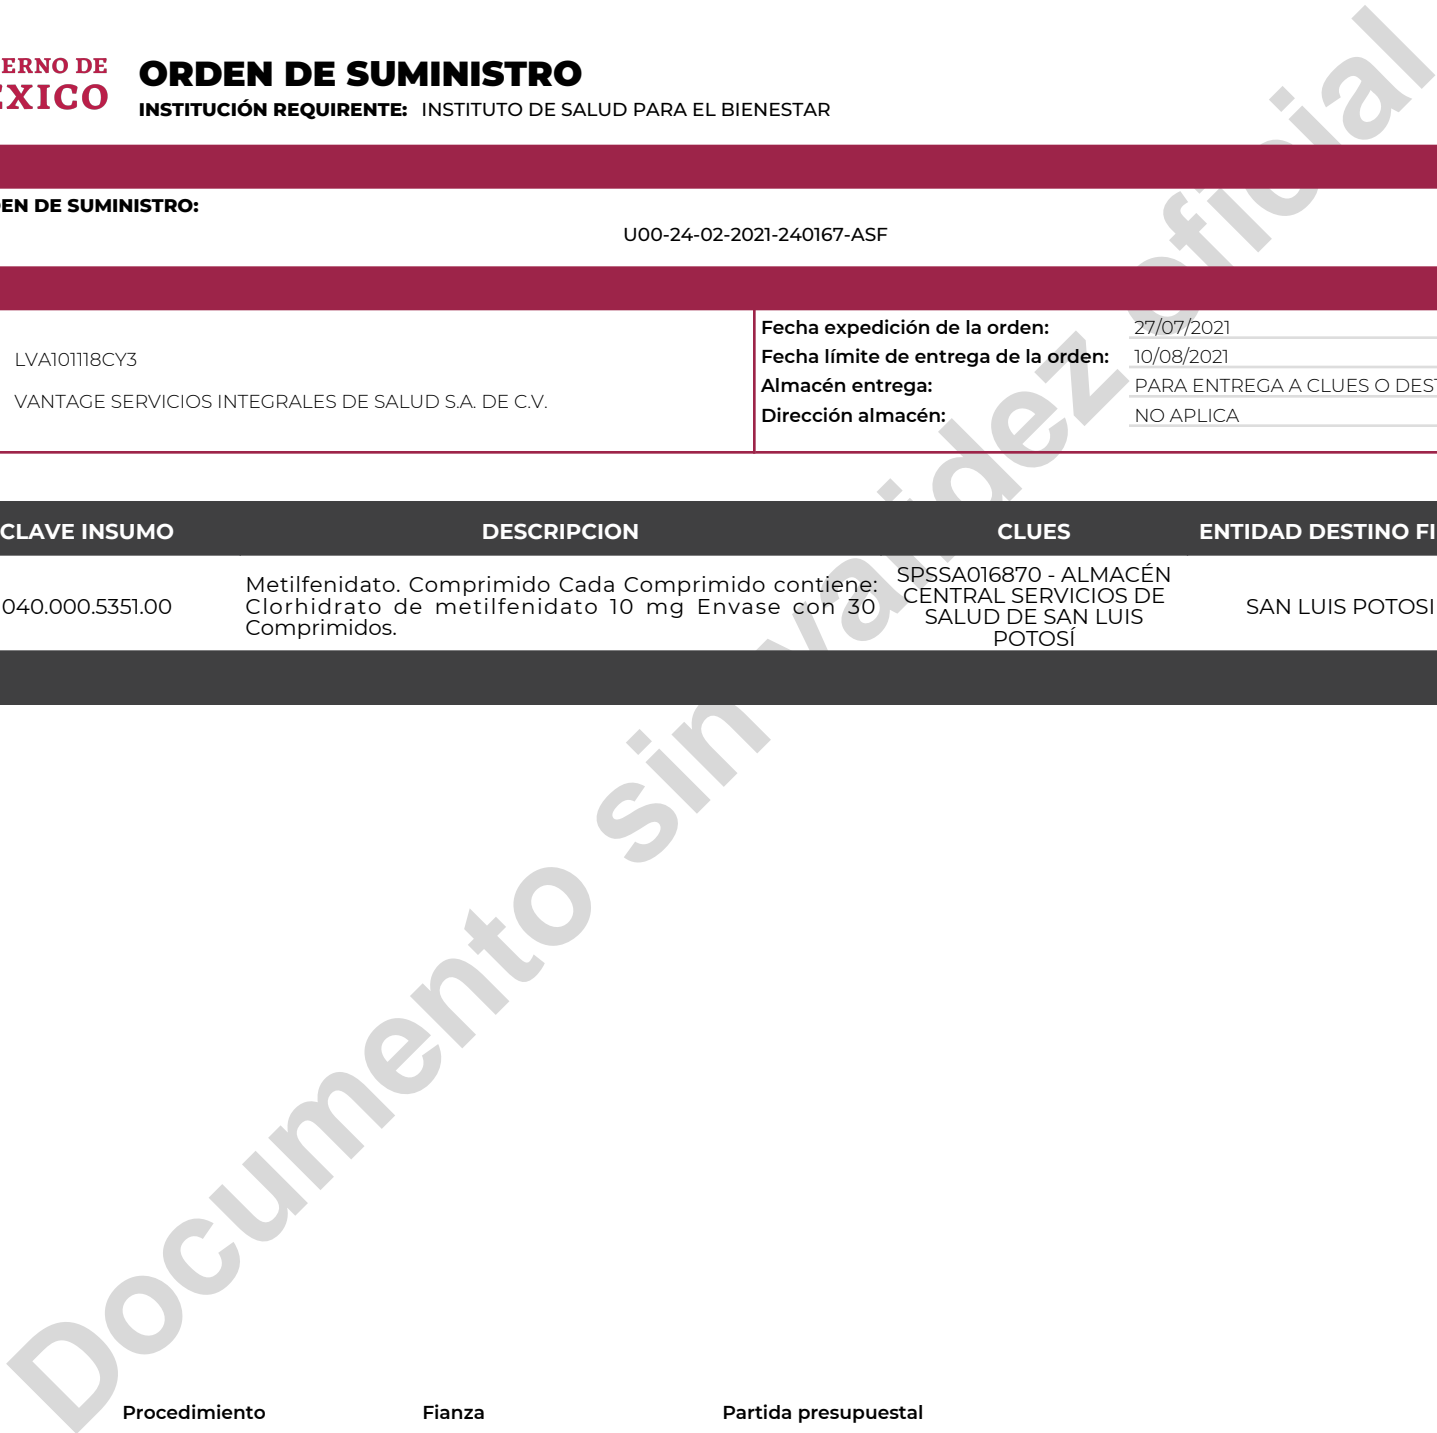 ERNO DE
ÉXICO
ORDEN DE SUMINISTRO
INSTITUCIÓN REQUIRENTE: INSTITUTO DE SALUD PARA EL BIENESTAR
EN DE SUMINISTRO:
U00-24-02-2021-240167-ASF
LVA101118CY3
VANTAGE SERVICIOS INTEGRALES DE SALUD S.A. DE C.V.
Fecha expedición de la orden: 27/07/2021
Fecha límite de entrega de la orden: 10/08/2021
Almacén entrega: PARA ENTREGA A CLUES O DEST
Dirección almacén: NO APLICA
CLAVE INSUMO DESCRIPCION CLUES ENTIDAD DESTINO FI
040.000.5351.00
Metilfenidato. Comprimido Cada Comprimido contiene:
Clorhidrato de metilfenidato 10 mg Envase con 30
Comprimidos.
SPSSA016870 - ALMACÉN
CENTRAL SERVICIOS DE
SALUD DE SAN LUIS
POTOSÍ
SAN LUIS POTOSI
Documento sin validez oficial
Procedimiento Fianza Partida presupuestal